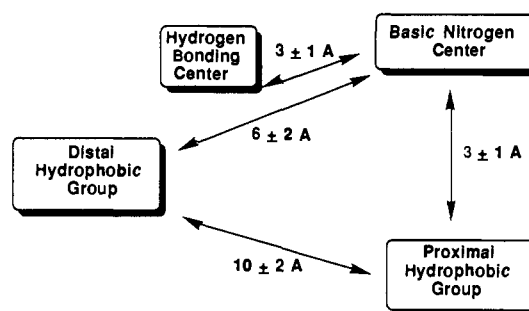 Hydrogen
Bonding
Center
3 ± 1 A
Basic Nitrogen
Center
6 ± 2 A
Distal
Hydrophobic
Group
3 ± 1 A
10 ± 2 A
Proximal
Hydrophobic
Group